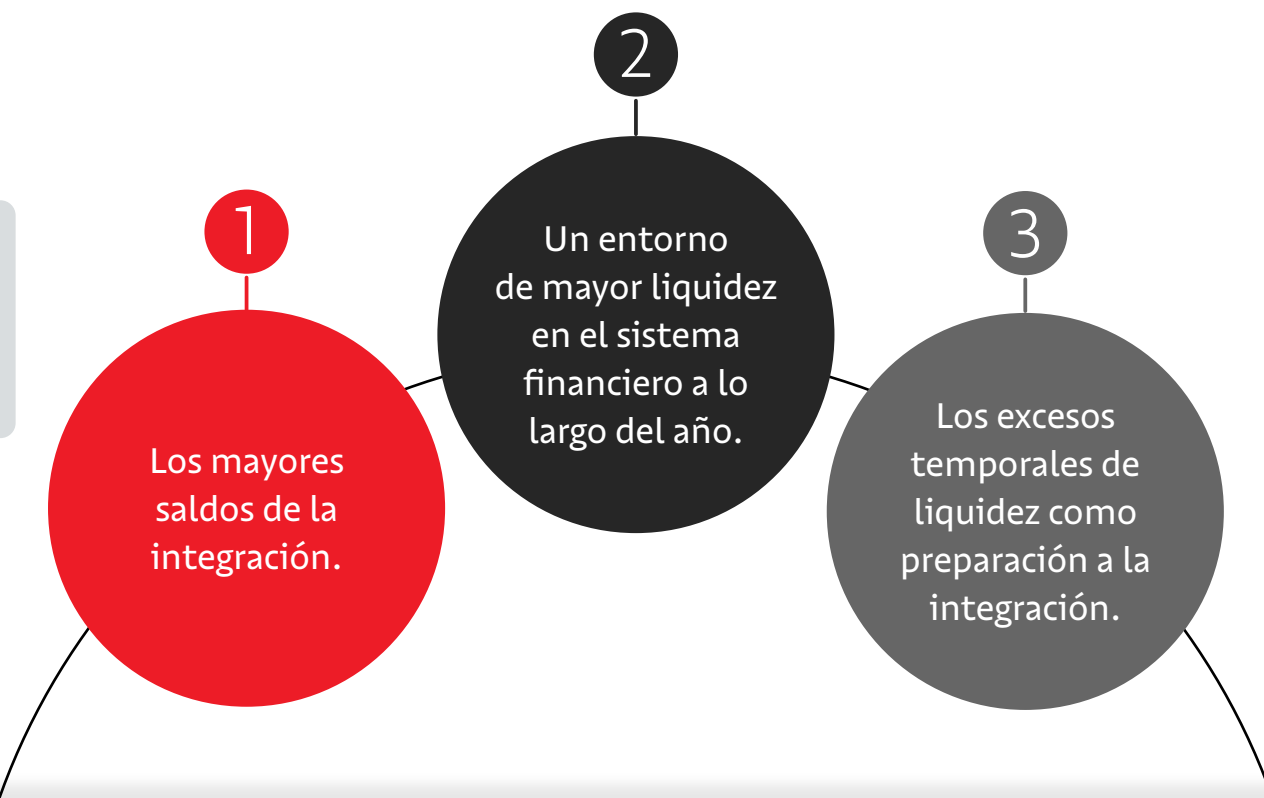 1
Los mayores
saldos de la
integración.
2
Un entorno
de mayor liquidez
en el sistema
financiero a lo
largo del año.
3
Los excesos
temporales de
liquidez como
preparación a la
integración.